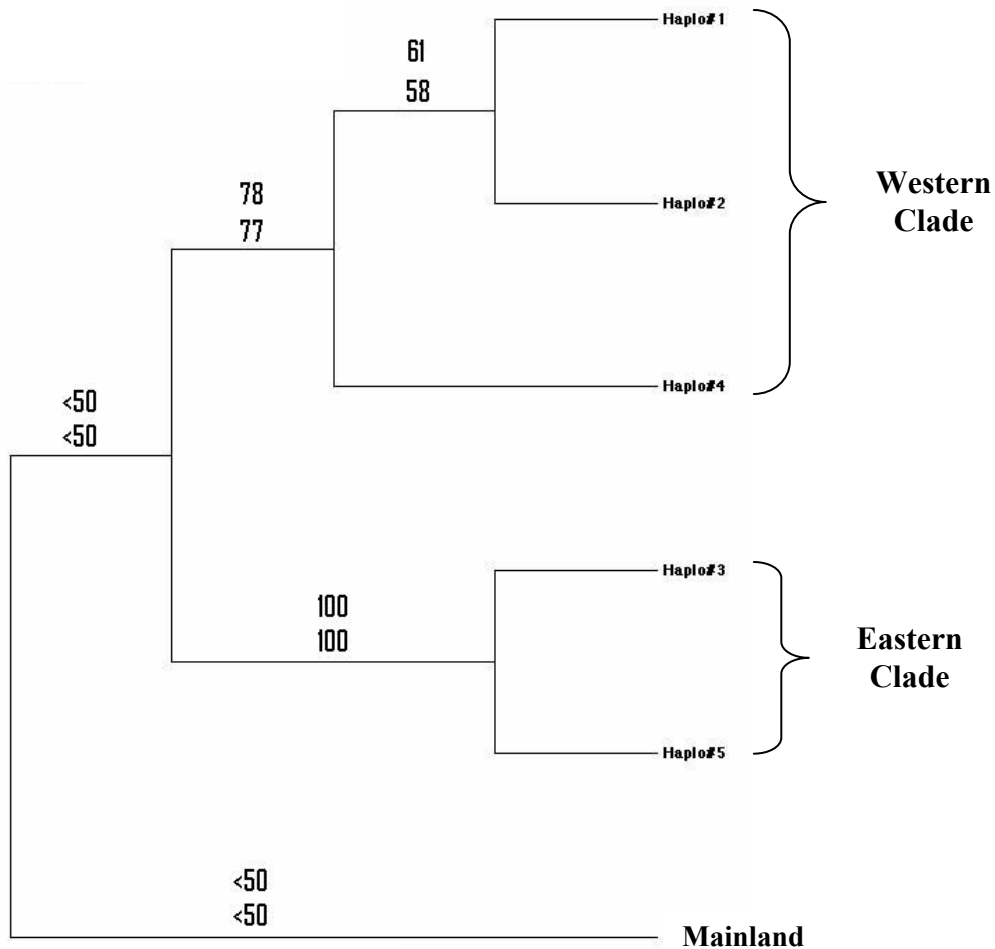 Haplo#1
61
58
Haplo#2
Western
Clade
78
77
Haplo#4
<50
<50
Haplo#3
100
100
Eastern
Clade
Haplo#5
<50
<50
Mainland